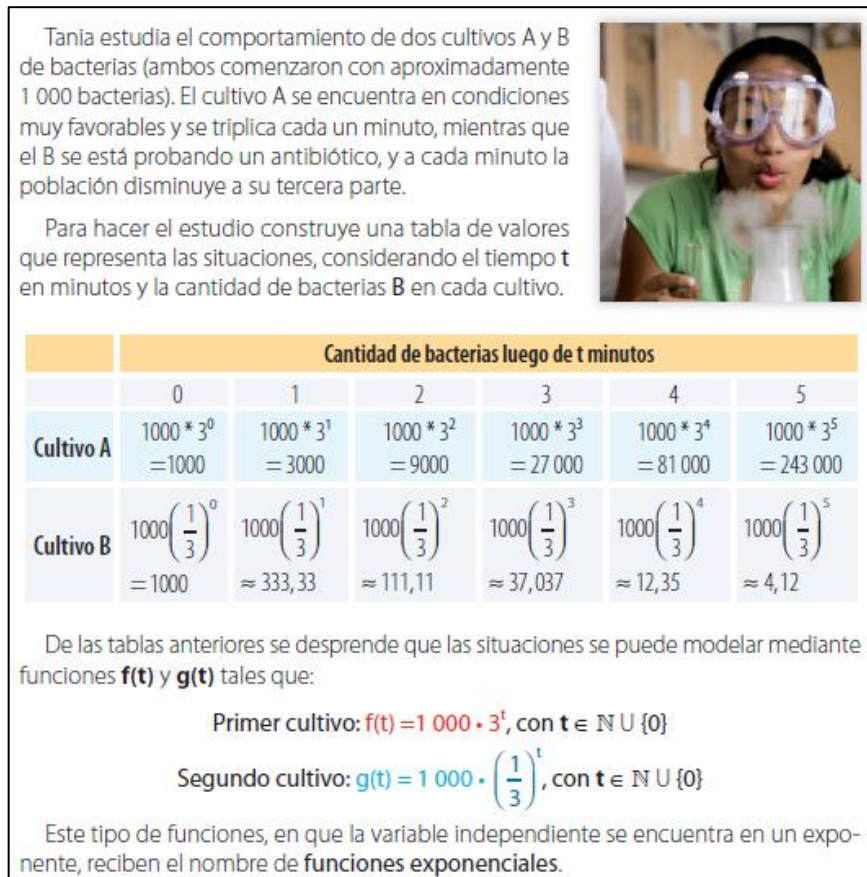 Tania estudia el comportamiento de dos cultivos A y B
de bacterias (ambos comenzaron con aproximadamente
1 000 bacterias). El cultivo A se encuentra en condiciones
muy favorables y se triplica cada un minuto, mientras que
el B se está probando un antibiótico, y a cada minuto la
población disminuye a su tercera parte.
Para hacer el estudio construye una tabla de valores
que representa las situaciones, considerando el tiempo t
en minutos y la cantidad de bacterias B en cada cultivo.
Cantidad de bacterias luego de t minutos
0 1 2 3 4 5
Cultivo A 1000 * 3⁰ 1000 * 3¹ 1000 * 3² 1000 * 3³ 1000 * 3⁴ 1000 * 3⁵
=1000 = 3000 = 9000 = 27 000 = 81 000 = 243 000
Cultivo B 1000(1/3)⁰ 1000(1/3)¹ 1000(1/3)² 1000(1/3)³ 1000(1/3)⁴ 1000(1/3)⁵
= 1000 ≈ 333,33 ≈ 111,11 ≈ 37,037 ≈ 12,35 ≈ 4,12
De las tablas anteriores se desprende que las situaciones se puede modelar mediante
funciones f(t) y g(t) tales que:
Primer cultivo: f(t) =1 000 • 3ᵗ, con t ∈ ℕ U {0}
Segundo cultivo: g(t) = 1 000 • (1/3)ᵗ, con t ∈ ℕ U {0}
Este tipo de funciones, en que la variable independiente se encuentra en un expo-
nente, reciben el nombre de funciones exponenciales.